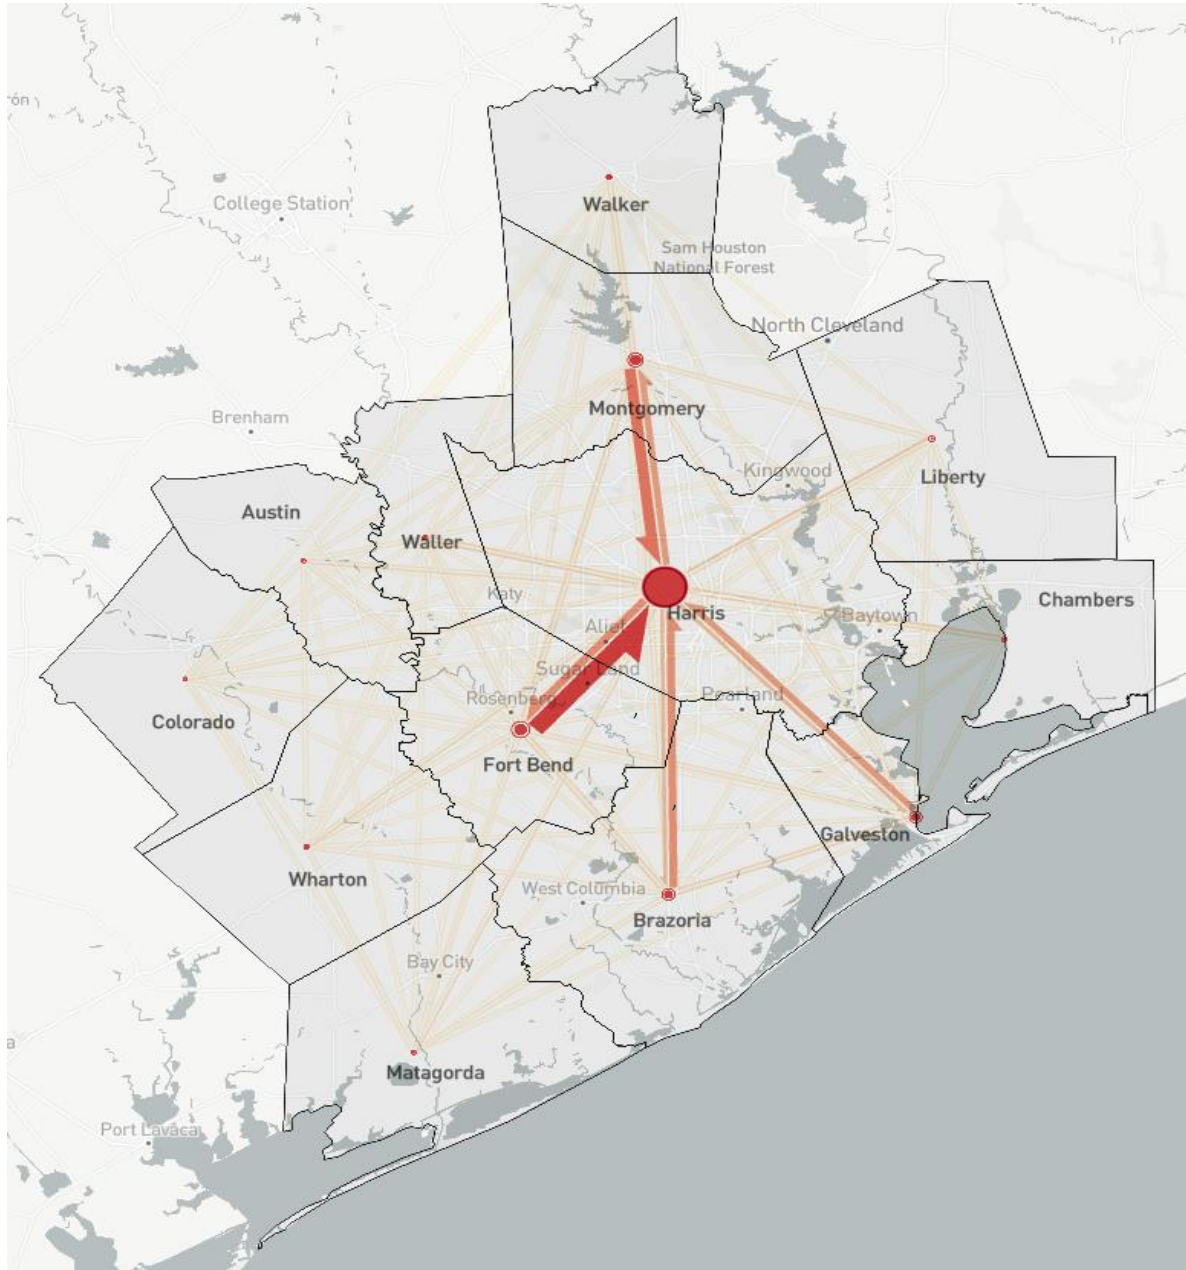 rón
College Station
Walker
Sam Houston
National Forest
North Cleveland
Brenham
Montgomery
Kingwood
Liberty
Austin
Waller
Katy
Harris
Chambers
Baytown
Alief
Sugar Land
Rosenberg
Pearland
Colorado
Fort Bend
Galveston
Wharton
West Columbia
Brazoria
Bay City
a
Matagorda
Port Lavaca